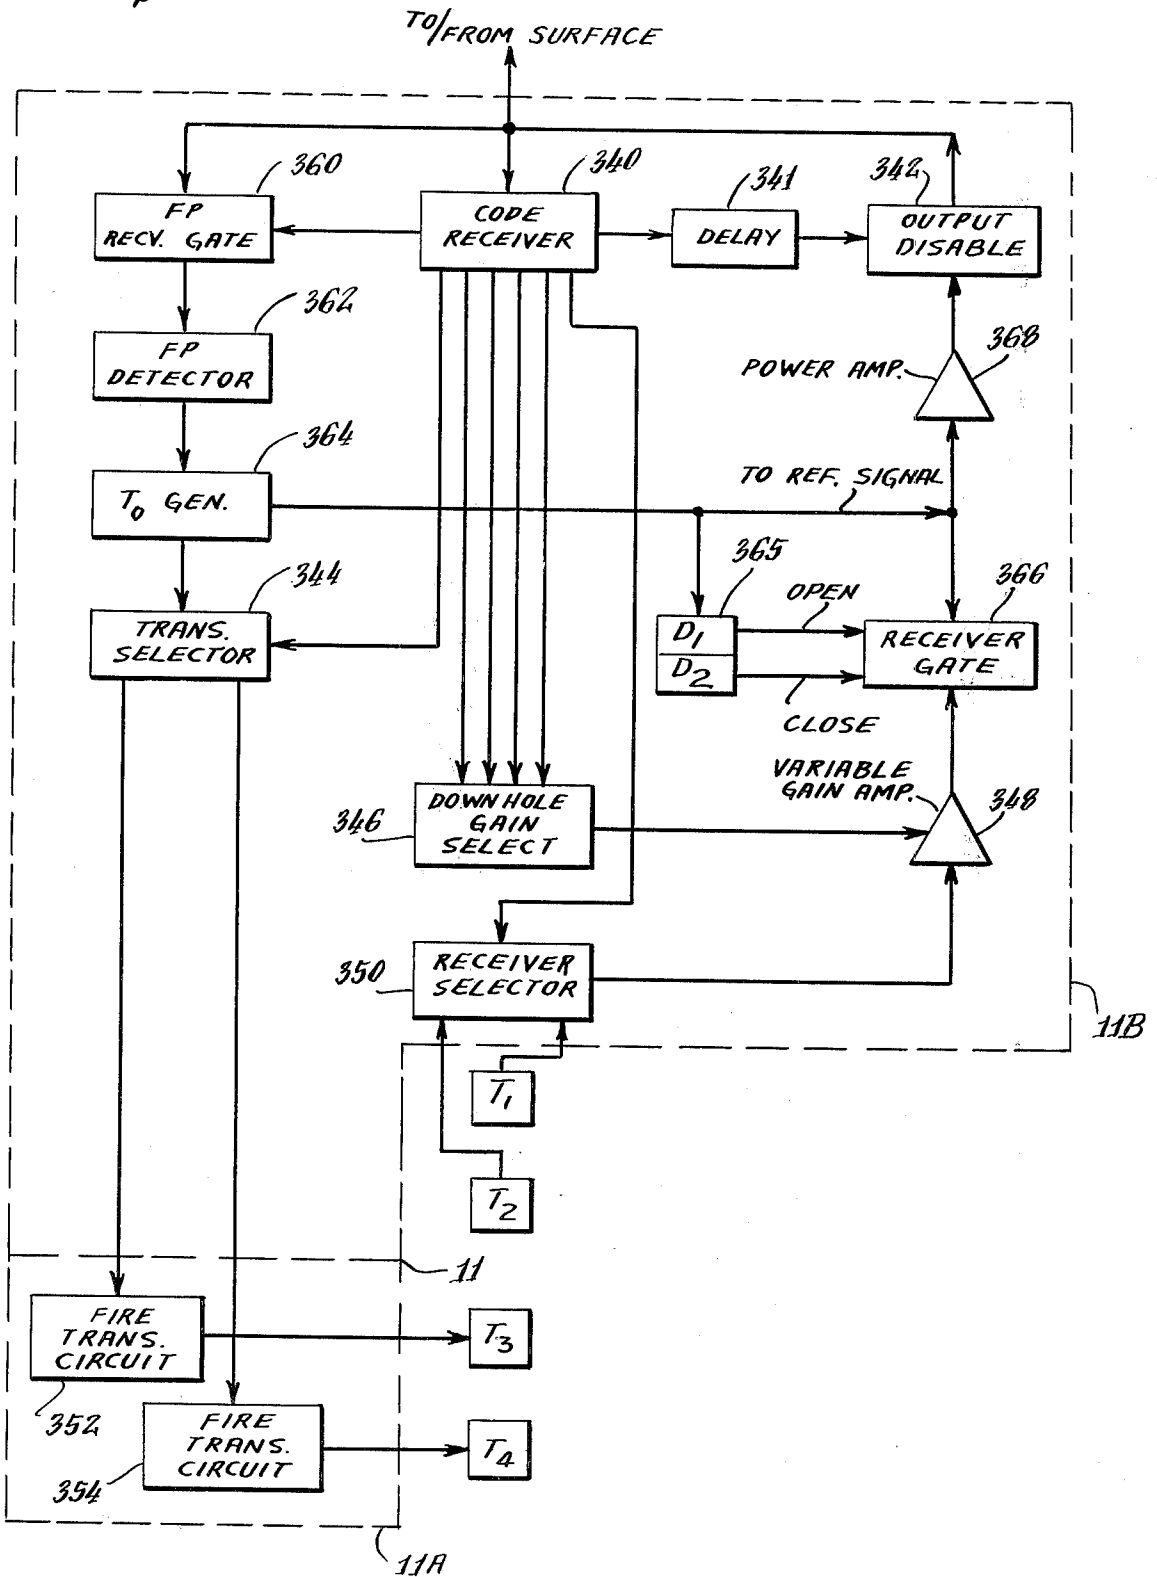 TO/FROM SURFACE
360
340
341
342
FP
RECV. GATE
CODE
RECEIVER
DELAY
OUTPUT
DISABLE
362
FP
DETECTOR
368
POWER AMP.
364
T0 GEN.
TO REF. SIGNAL
344
365
366
TRANS.
SELECTOR
OPEN
D1
D2
RECEIVER
GATE
CLOSE
VARIABLE
GAIN AMP.
348
346
DOWNHOLE
GAIN
SELECT
350
RECEIVER
SELECTOR
11B
T1
T2
11
FIRE
TRANS.
CIRCUIT
T3
352
FIRE
TRANS.
CIRCUIT
T4
354
11A